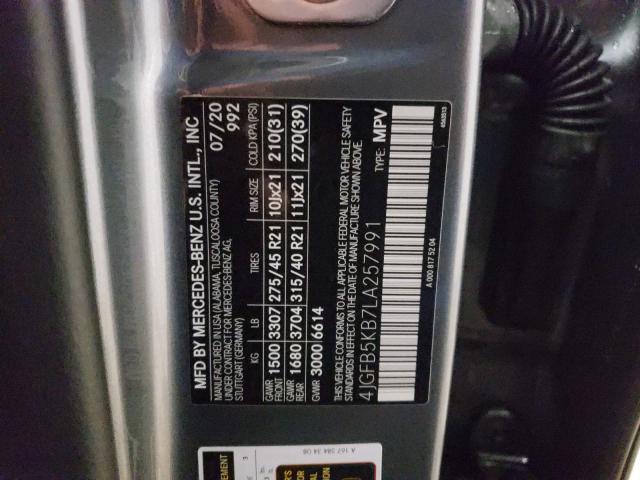 MFD BY MERCEDES-BENZ U.S. INTL., INC
MANUFACTURED IN USA (ALABAMA, TUSCALOOSA COUNTY) 07/20
UNDER CONTRACT FOR MERCEDES-BENZ AG, 992
STUTTGART (GERMANY)
KG LB TIRES RIM SIZE COLD KPA (PSI)
GAWR FRONT 1500 3307 275/45 R21 10Jx21 210(31)
GAWR REAR 1680 3704 315/40 R21 11Jx21 270(39)
GVWR 3000 6614
THIS VEHICLE CONFORMS TO ALL APPLICABLE FEDERAL MOTOR VEHICLE SAFETY
STANDARDS IN EFFECT ON THE DATE OF MANUFACTURE SHOWN ABOVE.
4JGFB5KB7LA257991 TYPE: MPV
A 000 817 52 04
A 167 584 34 08